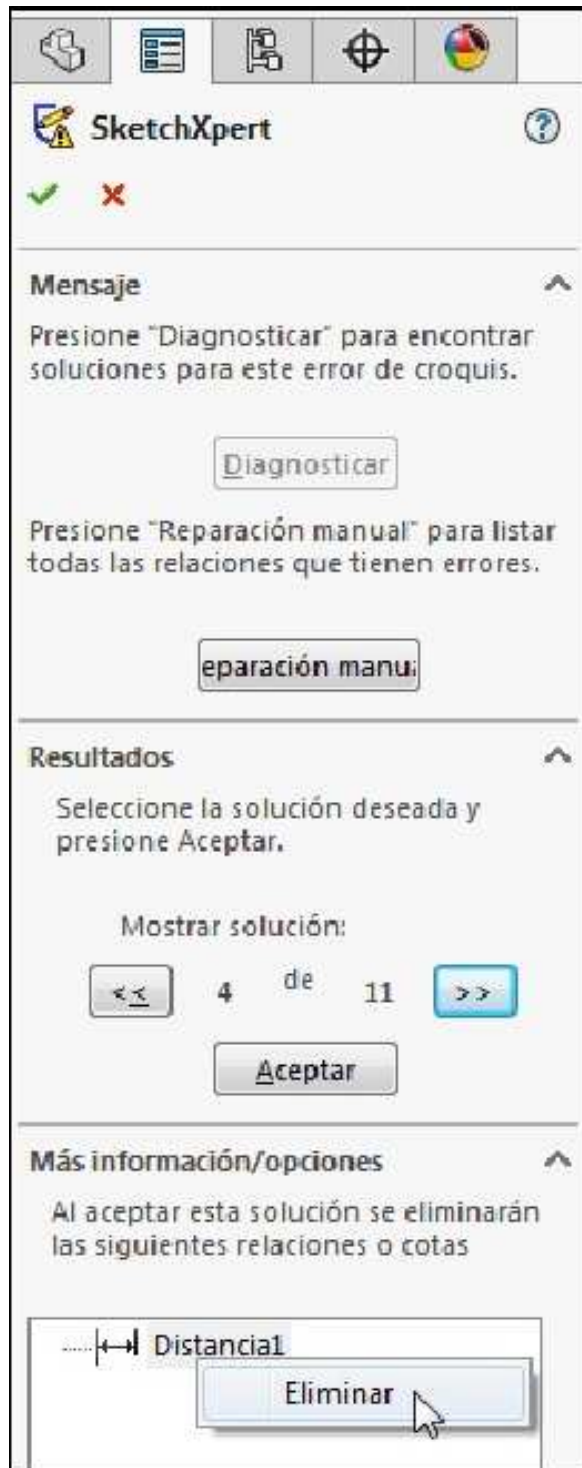 SketchXpert
Mensaje
Presione "Diagnosticar" para encontrar
soluciones para este error de croquis.
Diagnosticar
Presione "Reparación manual" para listar
todas las relaciones que tienen errores.
eparación manu
Resultados
Seleccione la solución deseada y
presione Aceptar.
Mostrar solución:
<< 4 de 11 >>
Aceptar
Más información/opciones
Al aceptar esta solución se eliminarán
las siguientes relaciones o cotas
Distancia1
Eliminar